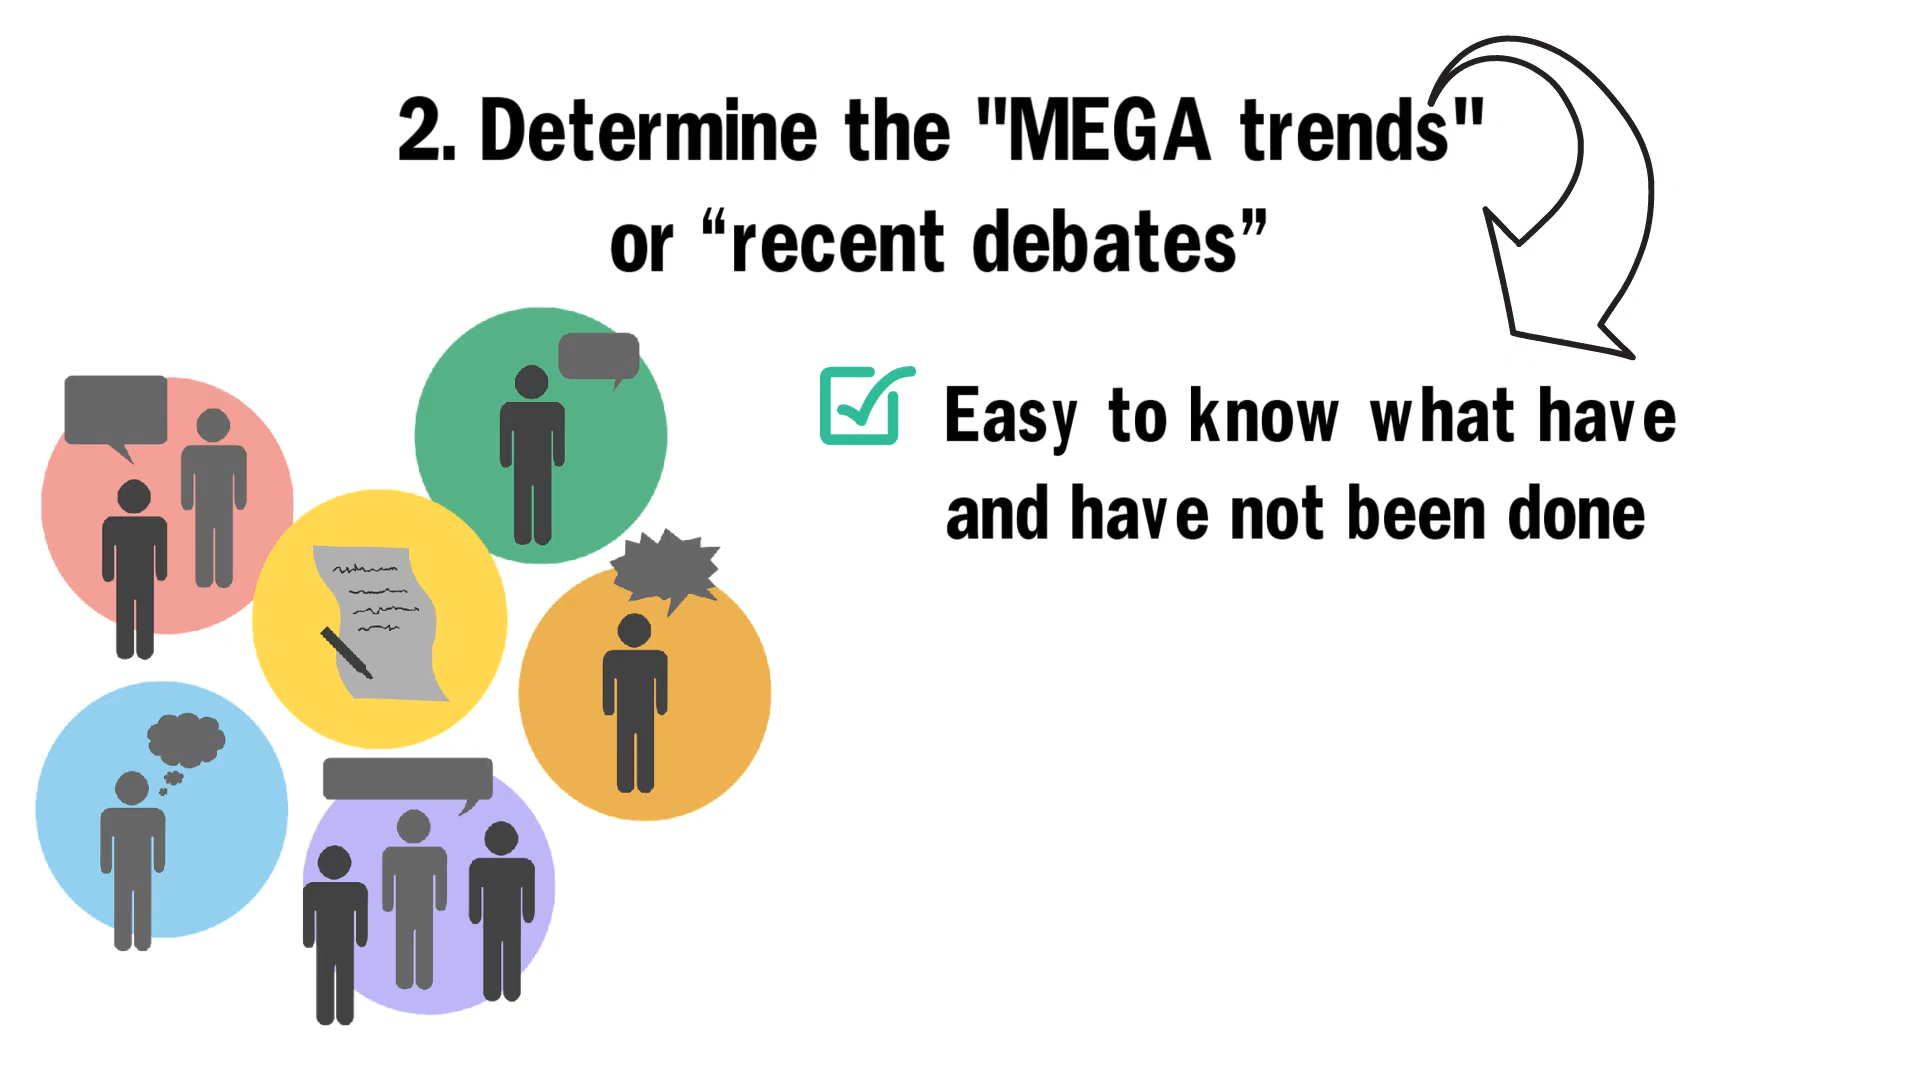 2. Determine the "MEGA trends"
or “recent debates”
Easy to know what have
and have not been done